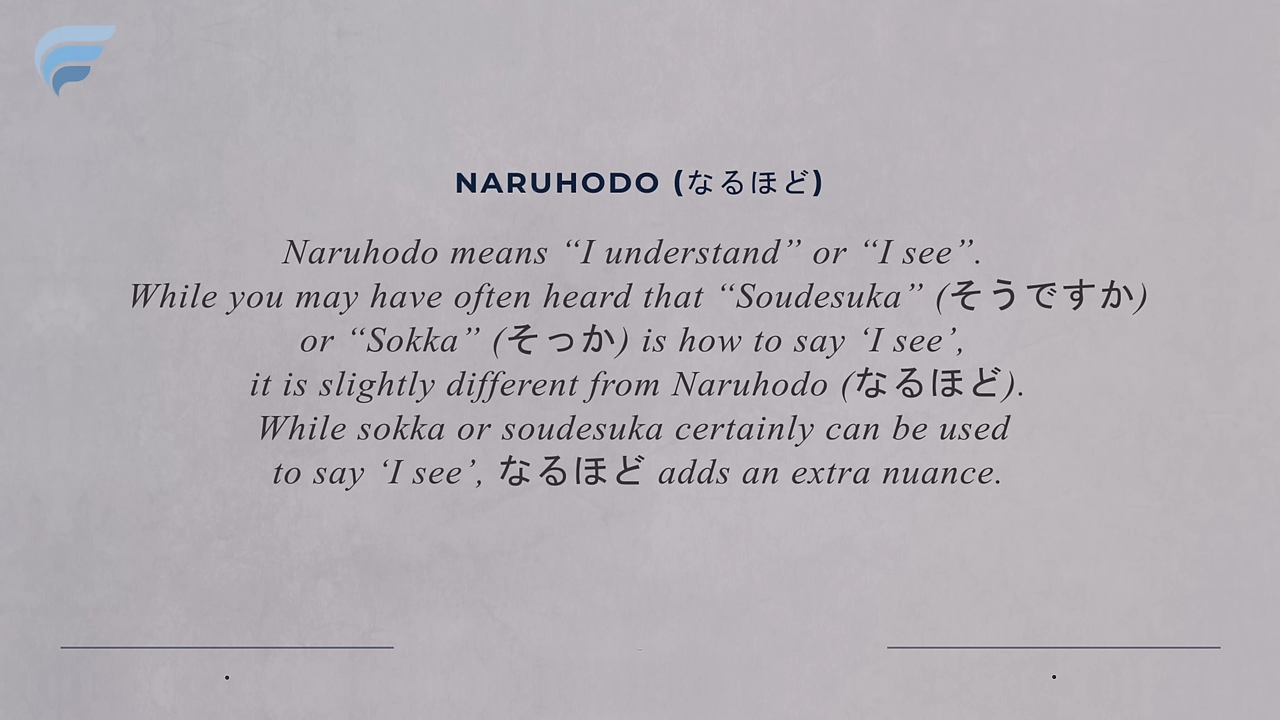 NARUHODO (なるほど)
Naruhodo means “I understand” or “I see”.
While you may have often heard that “Soudesuka” (そうですか)
or “Sokka” (そっか) is how to say ‘I see’,
it is slightly different from Naruhodo (なるほど).
While sokka or soudesuka certainly can be used
to say ‘I see’, なるほど adds an extra nuance.